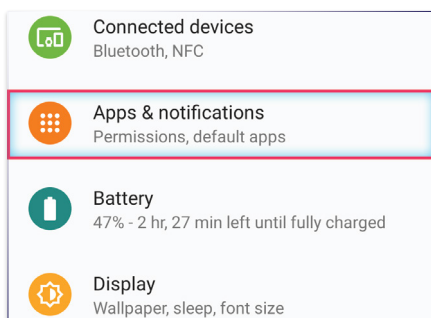 Connected devices
Bluetooth, NFC
Apps & notifications
Permissions, default apps
Battery
47% - 2 hr, 27 min left until fully charged
Display
Wallpaper, sleep, font size